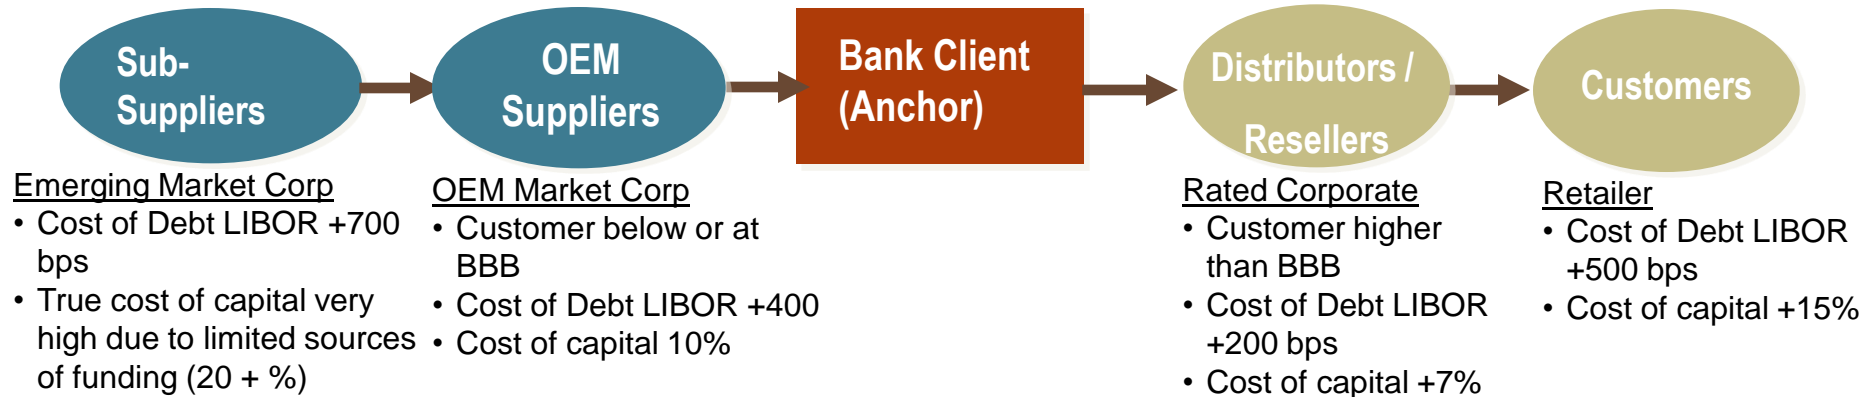 Sub-
Suppliers
OEM
Suppliers
Bank Client
(Anchor)
Distributors /
Resellers
Customers
Emerging Market Corp
• Cost of Debt LIBOR +700
bps
• True cost of capital very
high due to limited sources
of funding (20 + %)
OEM Market Corp
• Customer below or at
BBB
• Cost of Debt LIBOR +400
• Cost of capital 10%
Rated Corporate
• Customer higher
than BBB
• Cost of Debt LIBOR
+200 bps
• Cost of capital +7%
Retailer
• Cost of Debt LIBOR
+500 bps
• Cost of capital +15%